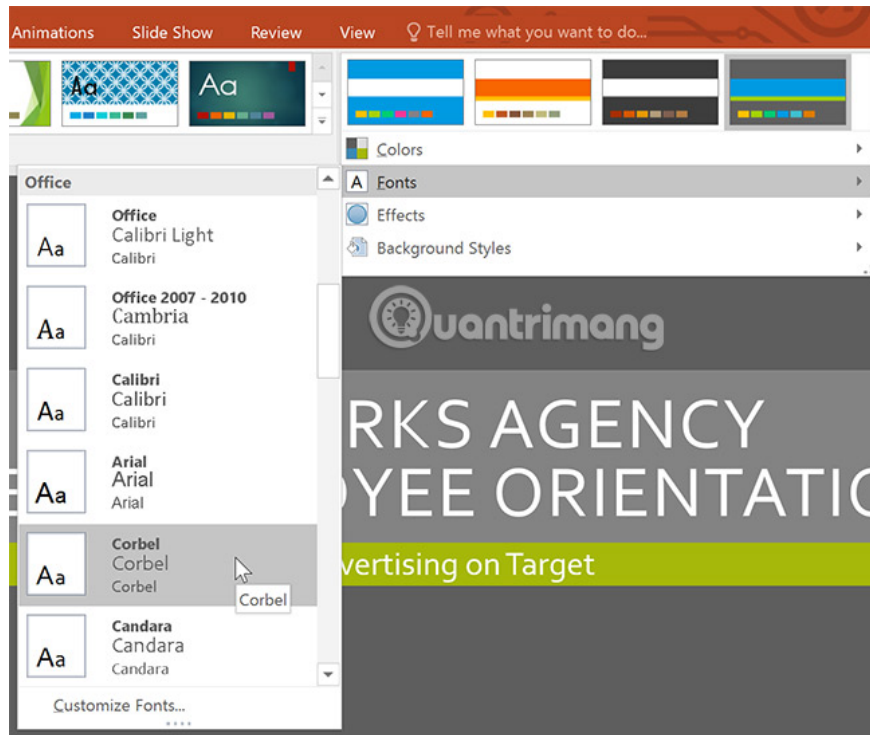 Animations Slide Show Review View Tell me what you want to do...
Aa Aa
Colors
Fonts
Effects
Background Styles
Office
Aa
Office
Calibri Light
Calibri
Aa
Office 2007 - 2010
Cambria
Calibri
Aa
Calibri
Calibri
Calibri
Aa
Arial
Arial
Arial
Aa
Corbel
Corbel
Corbel
Corbel
Aa
Candara
Candara
Candara
Customize Fonts...
Quantrimang
RKS AGENCY
OYEE ORIENTATIO
vertising on Target